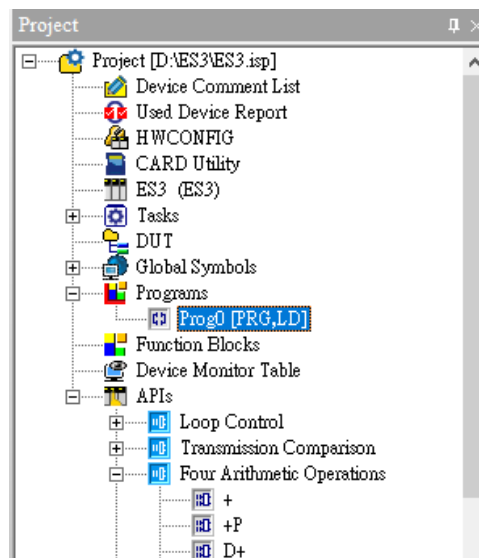 Project
Project [D:\ES3\ES3.isp]
Device Comment List
Used Device Report
HWCONFIG
CARD Utility
ES3 (ES3)
Tasks
DUT
Global Symbols
Programs
Prog0 [PRG,LD]
Function Blocks
Device Monitor Table
APIs
Loop Control
Transmission Comparison
Four Arithmetic Operations
+
+P
D+